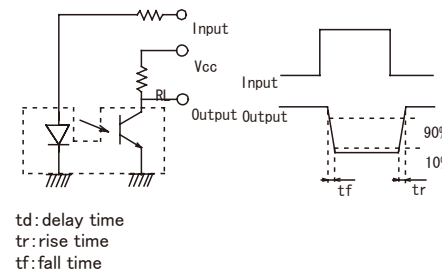 Input
Vcc
RL
Output
Input
Output
90%
10%
tf
tr
td:delay time
tr:rise time
tf:fall time